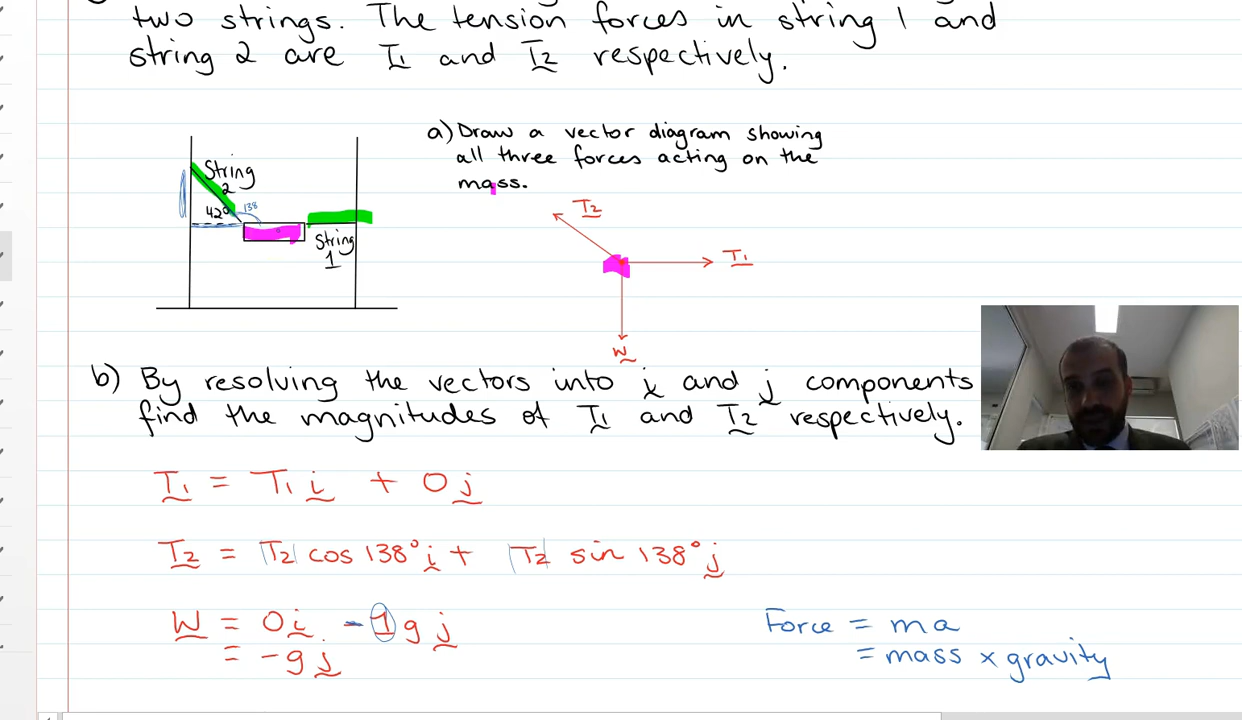 two strings. The tension forces in string 1 and
string 2 are T1 and T2 respectively.
a) Draw a vector diagram showing
all three forces acting on the
mass.
String
2
42°
138
String
1
T2
T1
W
b) By resolving the vectors into i and j components
find the magnitudes of T1 and T2 respectively.
T1 = T1 i + 0 j
T2 = |T2| cos 138° i + |T2| sin 138° j
W = 0 i - 1 g j
= -g j
Force = ma
= mass × gravity